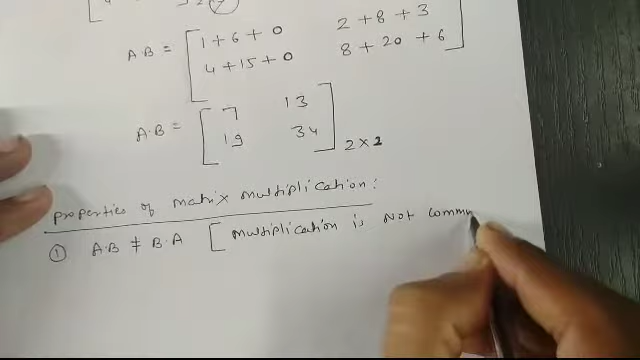 A·B = [ 1+6+0 2+8+3
4+15+0 8+20+6 ]
A·B = [ 7 13
19 34 ] 2×2
Properties of matrix multiplication:
① A·B ≠ B·A [ multiplication is Not commu